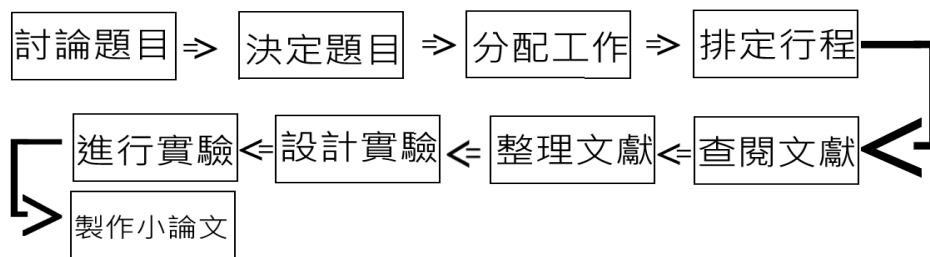 討論題目
決定題目
分配工作
排定行程
查閱文獻
整理文獻
設計實驗
進行實驗
製作小論文